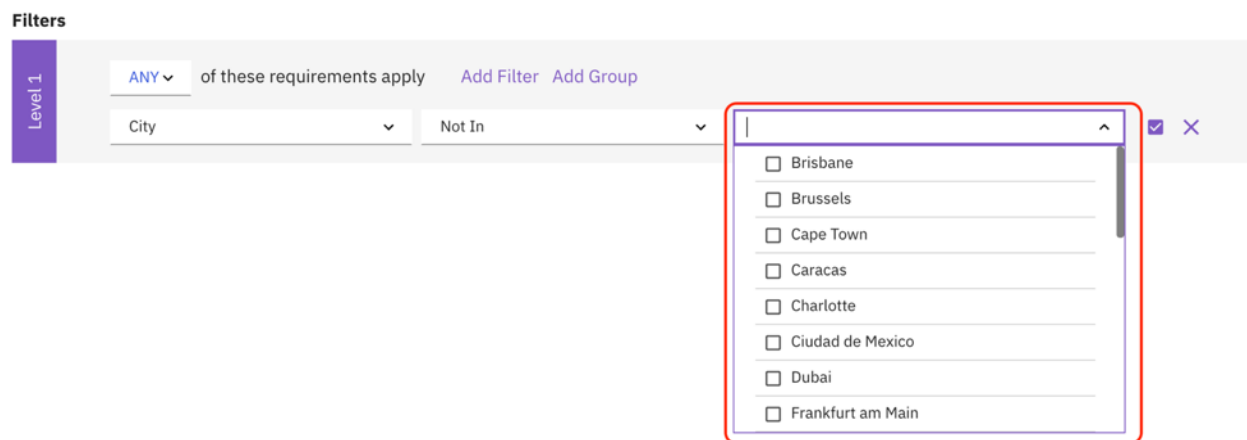 Filters
Level 1
ANY of these requirements apply Add Filter Add Group
City Not In
Brisbane
Brussels
Cape Town
Caracas
Charlotte
Ciudad de Mexico
Dubai
Frankfurt am Main